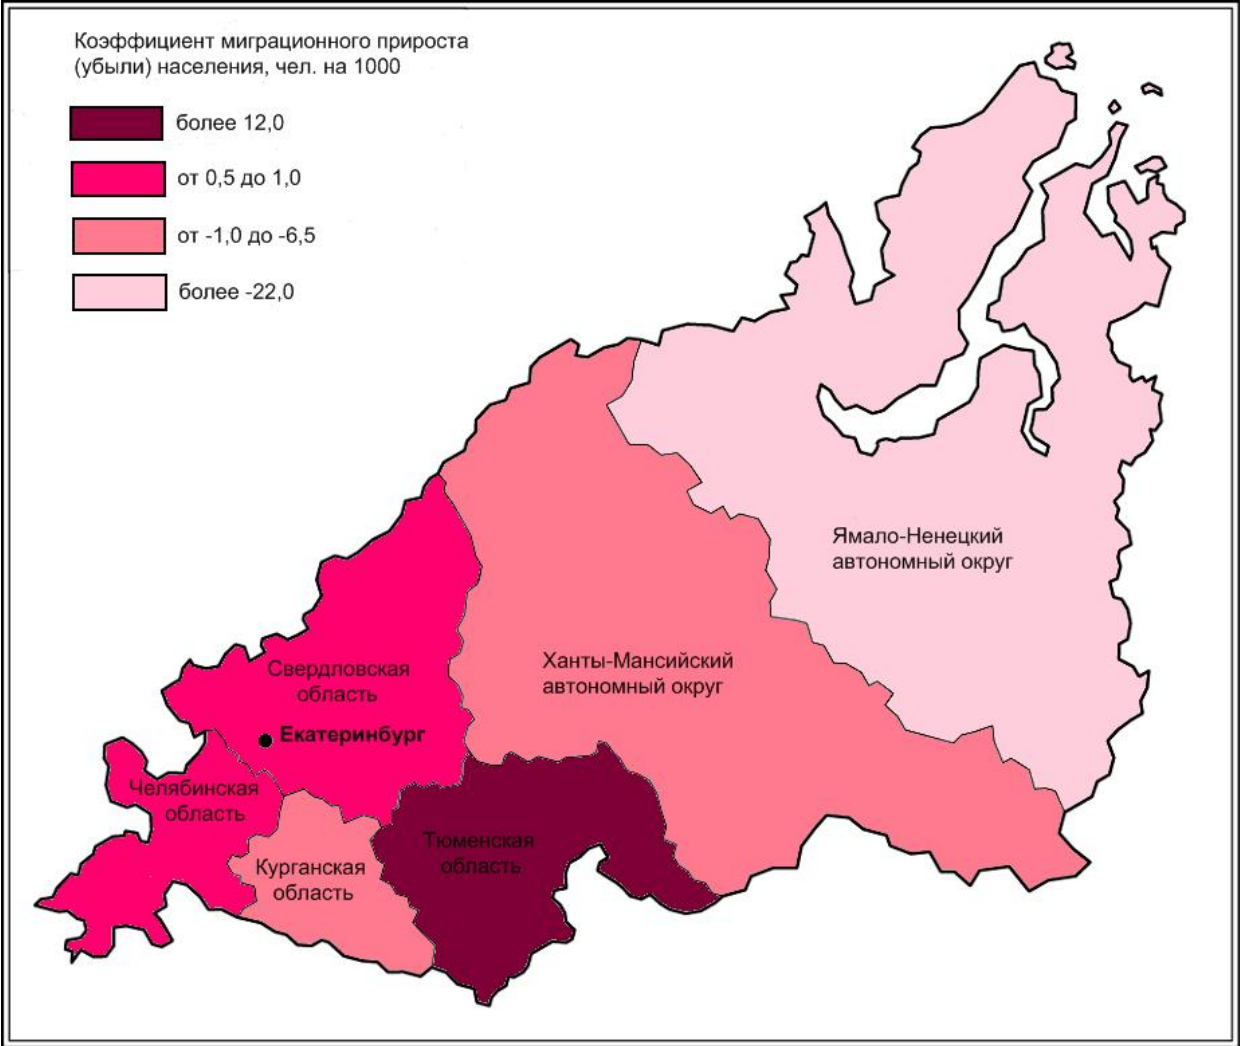 Коэффициент миграционного прироста
(убыли) населения, чел. на 1000
более 12,0
от 0,5 до 1,0
от -1,0 до -6,5
более -22,0
Ямало-Ненецкий
автономный округ
Ханты-Мансийский
автономный округ
Свердловская
область
Екатеринбург
Челябинская
область
Тюменская
область
Курганская
область